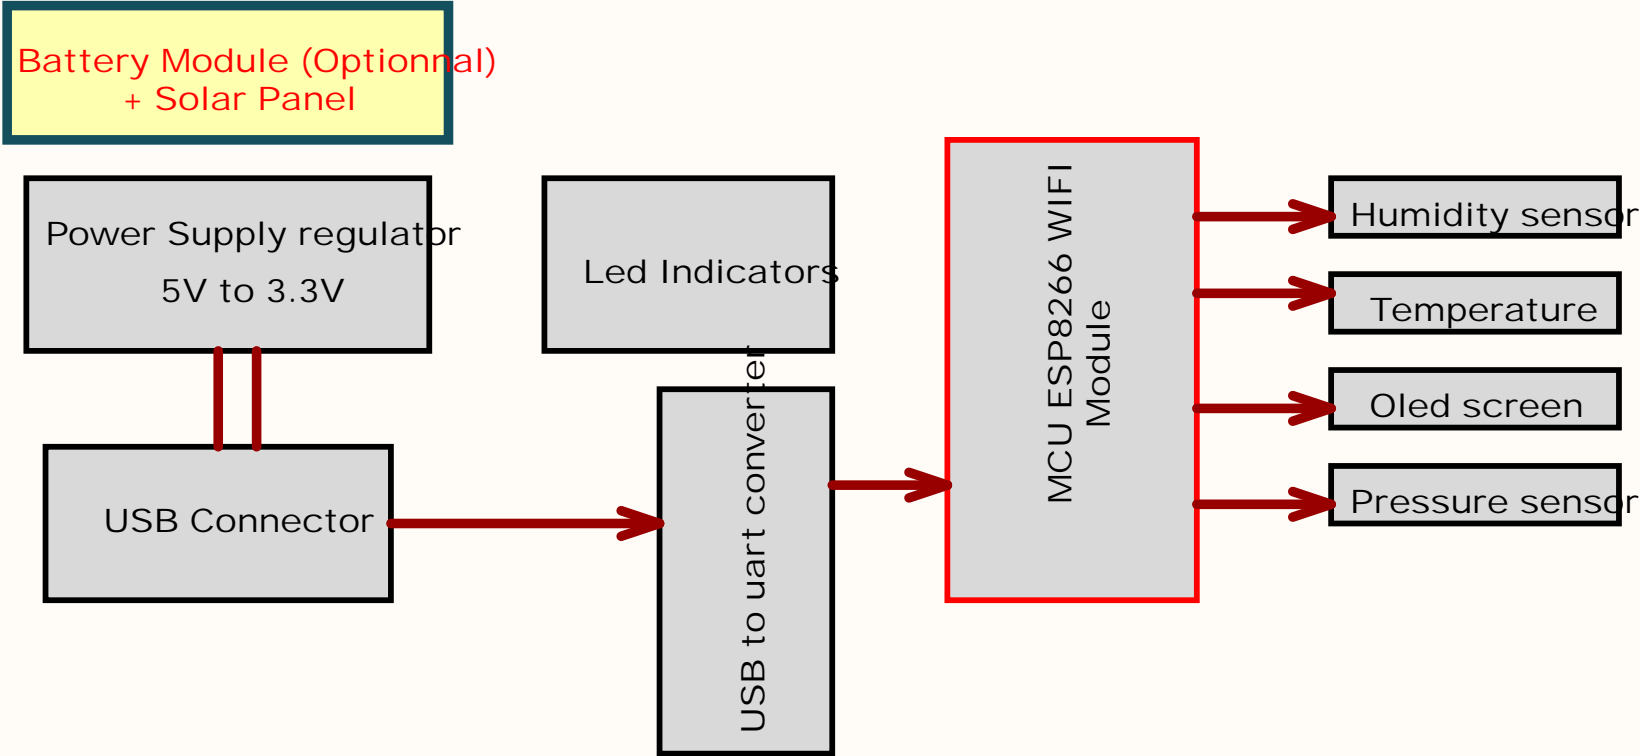 Battery Module (Optionnal)
+ Solar Panel
Power Supply regulator
5V to 3.3V
Led Indicators
USB Connector
USB to uart converter
MCU ESP8266 WIFI
Module
Humidity sensor
Temperature
Oled screen
Pressure sensor